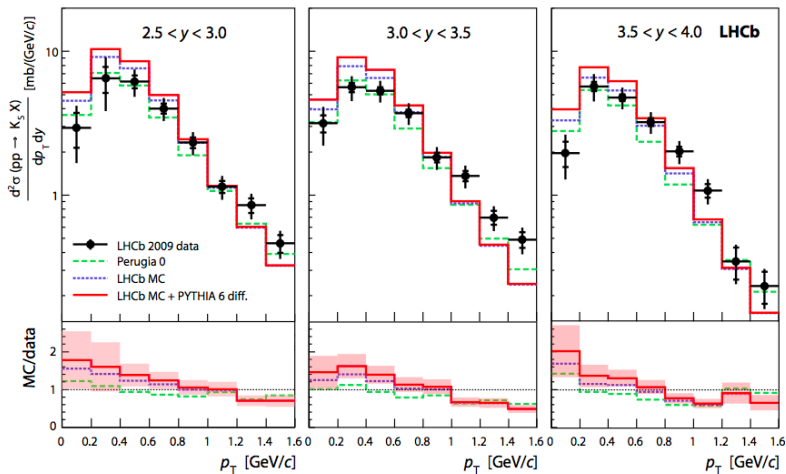 2.5 < y < 3.0
3.0 < y < 3.5
3.5 < y < 4.0 LHCb
d²σ (pp → K_S X)
dp_T dy
[mb/(GeV/c)]
10
1
1
1
LHCb 2009 data
Perugia 0
LHCb MC
LHCb MC + PYTHIA 6 diff.
MC/data
2
1
1
1
0 0.2 0.4 0.6 0.8 1 1.2 1.4 1.6
0 0.2 0.4 0.6 0.8 1 1.2 1.4 1.6
0 0.2 0.4 0.6 0.8 1 1.2 1.4 1.6
p_T [GeV/c]
p_T [GeV/c]
p_T [GeV/c]